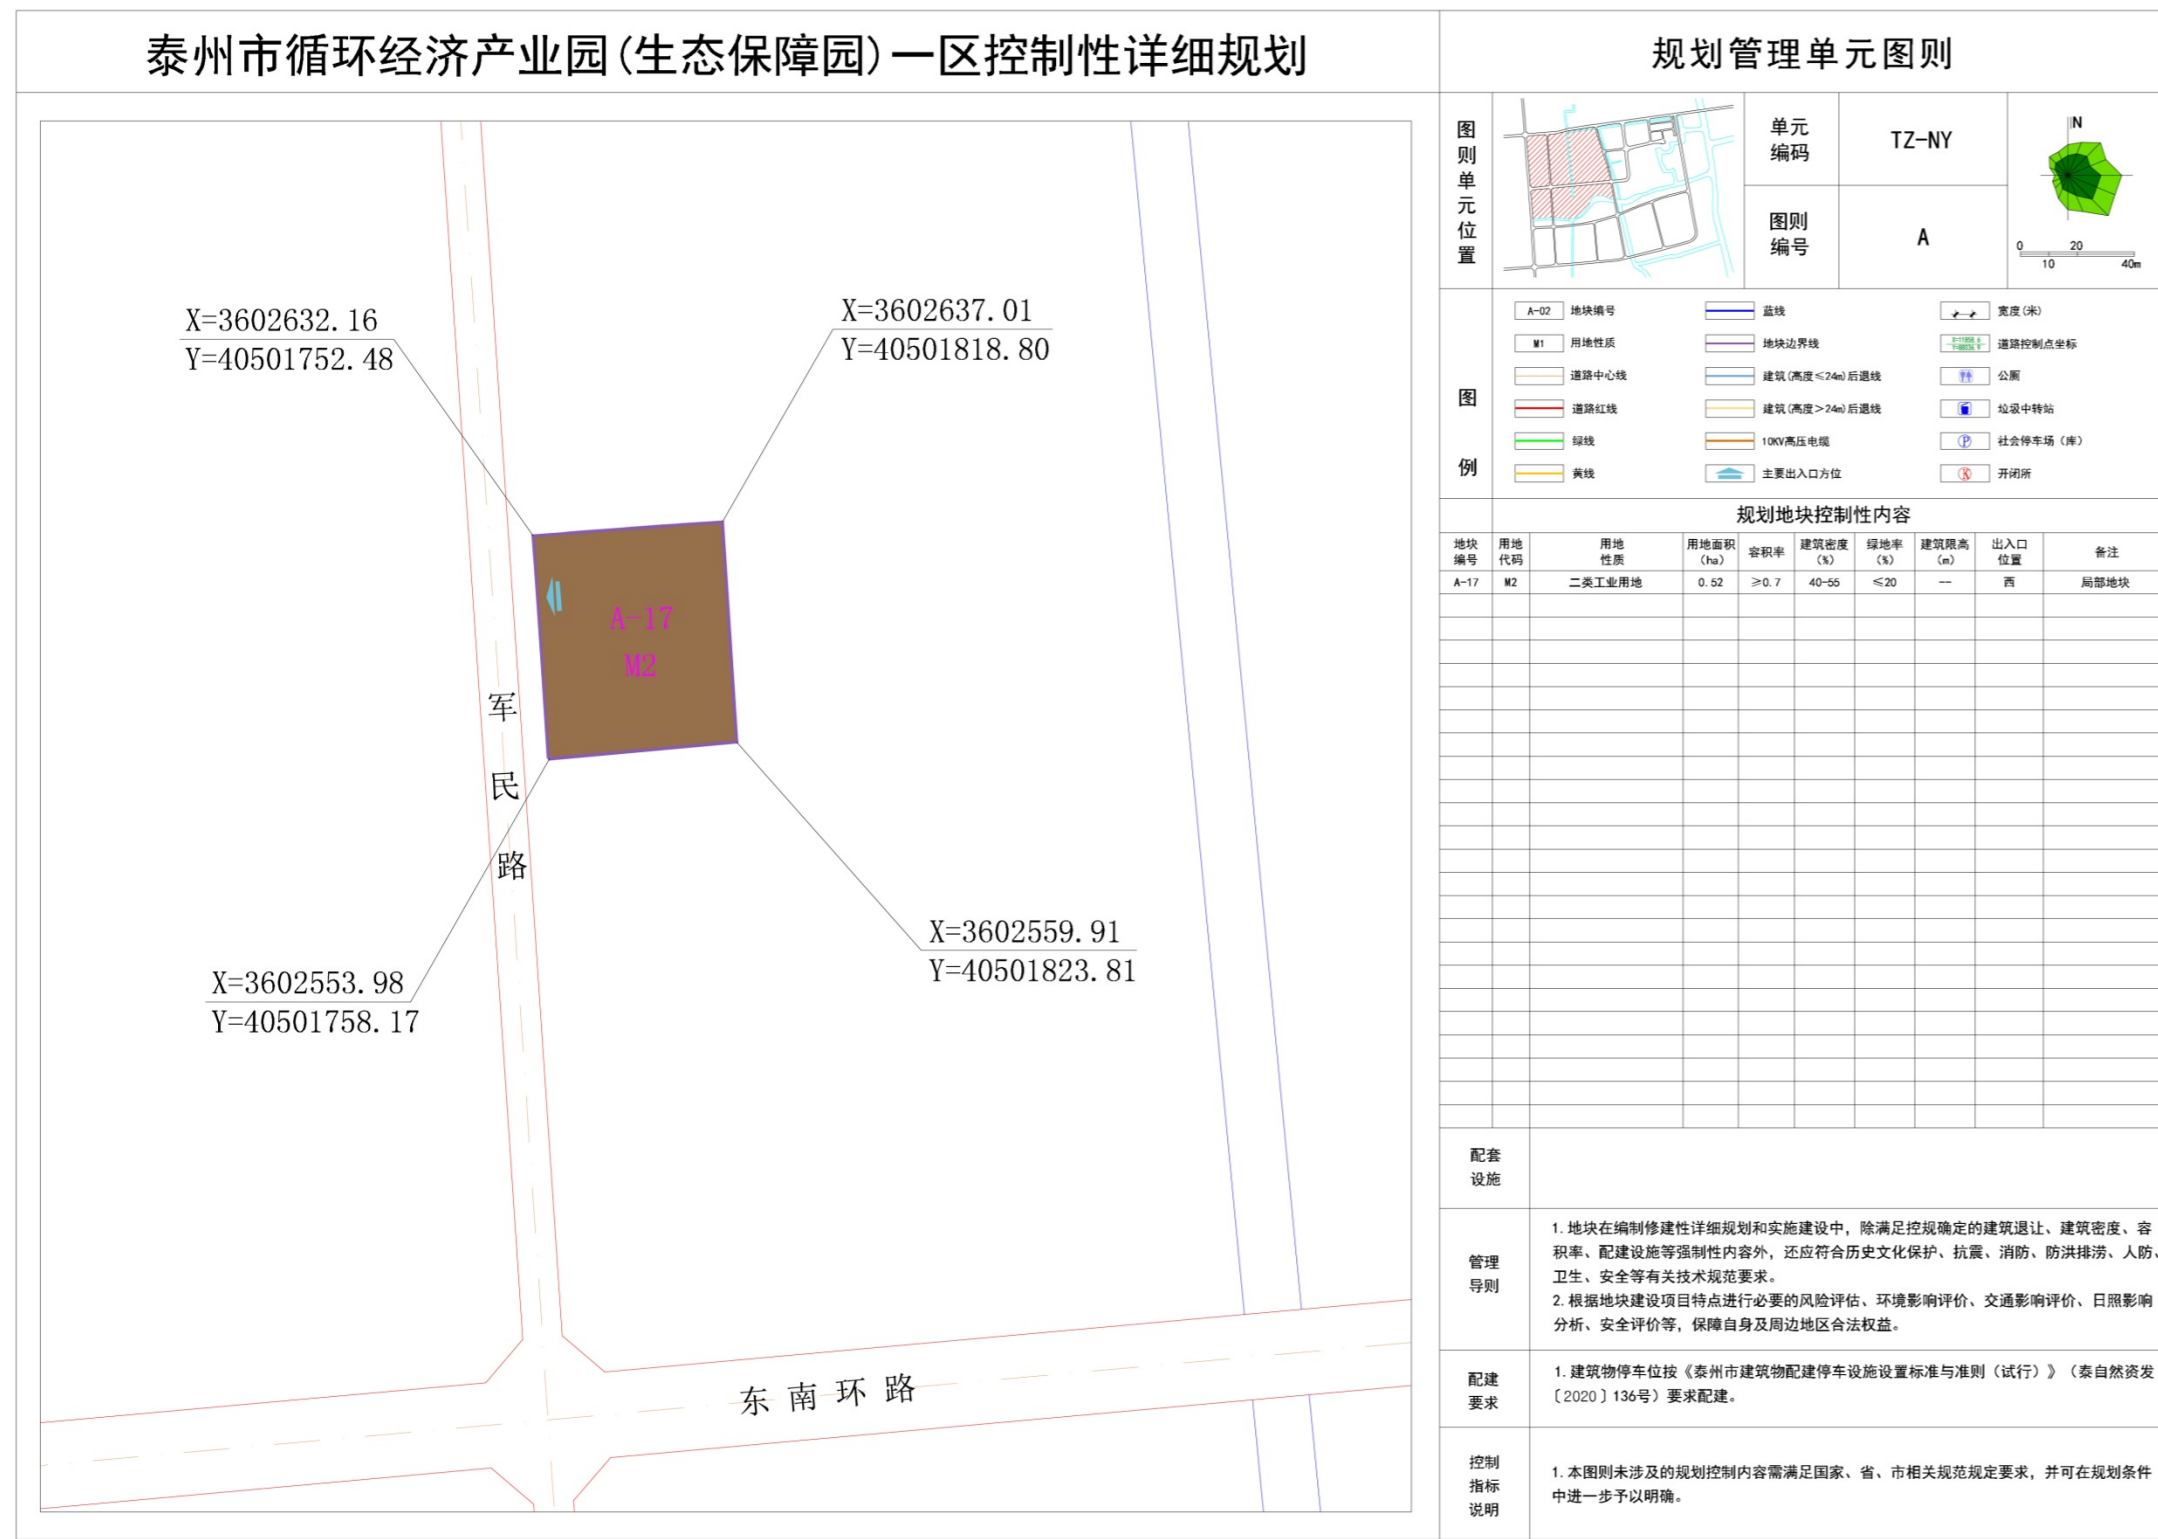 泰州市循环经济产业园(生态保障园)一区控制性详细规划
X=3602632.16
Y=40501752.48
X=3602637.01
Y=40501818.80
A-17
M2
军
民
路
X=3602559.91
Y=40501823.81
X=3602553.98
Y=40501758.17
东南环路
规划管理单元图则
图则单元位置
单元
编码
TZ-NY
图则
编号
A
N
0 20
10 40m
图例
A-02 地块编号 蓝线 宽度(米)
M1 用地性质 地块边界线 道路控制点坐标
道路中心线 建筑(高度≤24m)后退线 公厕
道路红线 建筑(高度>24m)后退线 垃圾中转站
绿线 10KV高压电缆 P 社会停车场（库）
黄线 主要出入口方位 K 开闭所
规划地块控制性内容
地块编号 用地代码 用地性质 用地面积(ha) 容积率 建筑密度(%) 绿地率(%) 建筑限高(m) 出入口位置 备注
A-17 M2 二类工业用地 0.52 ≥0.7 40-55 ≤20 -- 西 局部地块
配套
设施
管理
导则
1.地块在编制修建性详细规划和实施建设中，除满足控规确定的建筑退让、建筑密度、容
积率、配建设施等强制性内容外，还应符合历史文化保护、抗震、消防、防洪排涝、人防、
卫生、安全等有关技术规范要求。
2.根据地块建设项目特点进行必要的风险评估、环境影响评价、交通影响评价、日照影响
分析、安全评价等，保障自身及周边地区合法权益。
配建
要求
1.建筑物停车位按《泰州市建筑物配建停车设施设置标准与准则（试行）》（泰自然资发
〔2020〕136号）要求配建。
控制
指标
说明
1.本图则未涉及的规划控制内容需满足国家、省、市相关规范规定要求，并可在规划条件
中进一步予以明确。